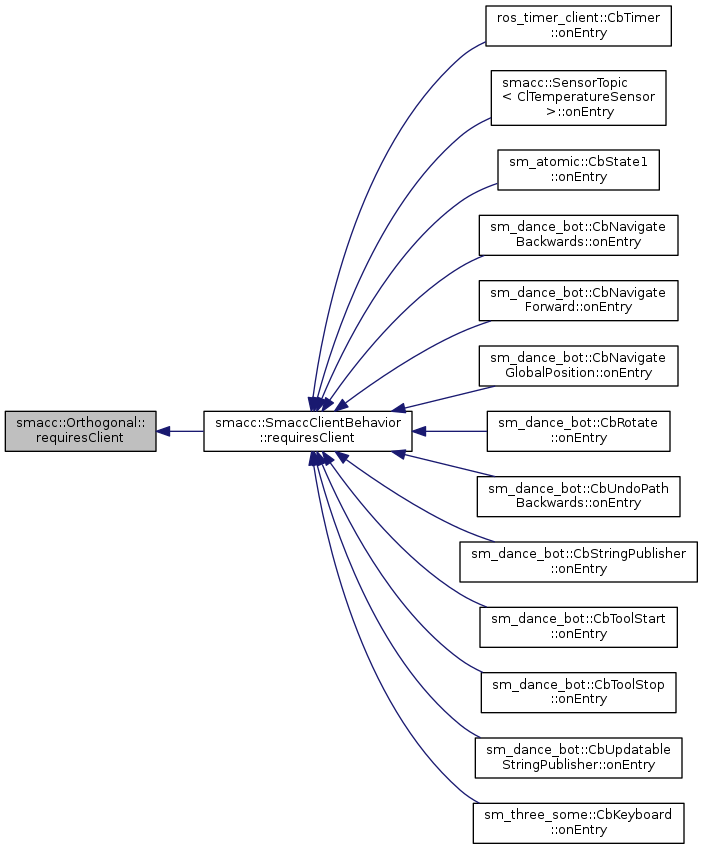 ros_timer_client::CbTimer
::onEntry
smacc::SensorTopic
< ClTemperatureSensor
>::onEntry
sm_atomic::CbState1
::onEntry
sm_dance_bot::CbNavigate
Backwards::onEntry
sm_dance_bot::CbNavigate
Forward::onEntry
sm_dance_bot::CbNavigate
GlobalPosition::onEntry
smacc::Orthogonal::
requiresClient
smacc::SmaccClientBehavior
::requiresClient
sm_dance_bot::CbRotate
::onEntry
sm_dance_bot::CbUndoPath
Backwards::onEntry
sm_dance_bot::CbStringPublisher
::onEntry
sm_dance_bot::CbToolStart
::onEntry
sm_dance_bot::CbToolStop
::onEntry
sm_dance_bot::CbUpdatable
StringPublisher::onEntry
sm_three_some::CbKeyboard
::onEntry